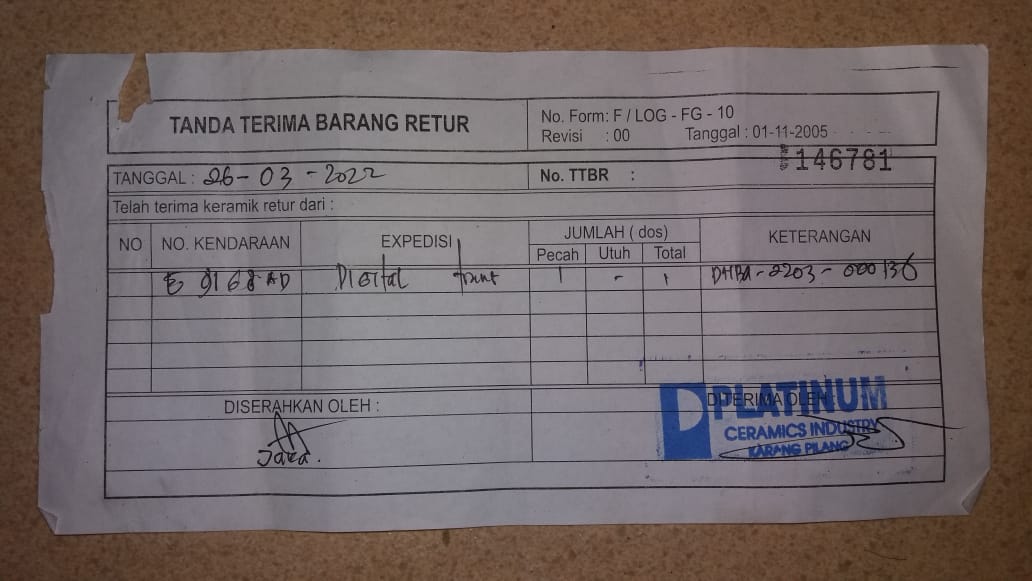 TANDA TERIMA BARANG RETUR
No. Form: F / LOG - FG - 10
Revisi : 00 Tanggal : 01-11-2005
146781
TANGGAL : 26-03-2022
No. TTBR :
Telah terima keramik retur dari :
NO NO. KENDARAAN EXPEDISI JUMLAH ( dos) KETERANGAN
Pecah Utuh Total
E 9168 AD DIGITAL 1 - 1 -2203-000136
DISERAHKAN OLEH : DITERIMA OLEH :
PLATINUM
CERAMICS INDUSTRY
KARANG PILANG
Jaka.